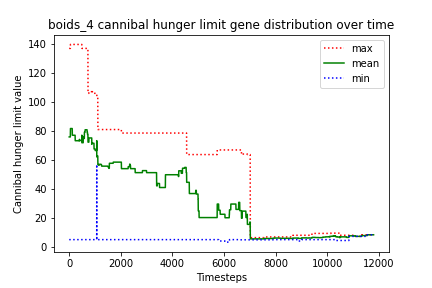 boids_4 cannibal hunger limit gene distribution over time
140
120
100
80
60
40
20
0
Cannibal hunger limit value
max
mean
min
0
2000
4000
6000
8000
10000
12000
Timesteps